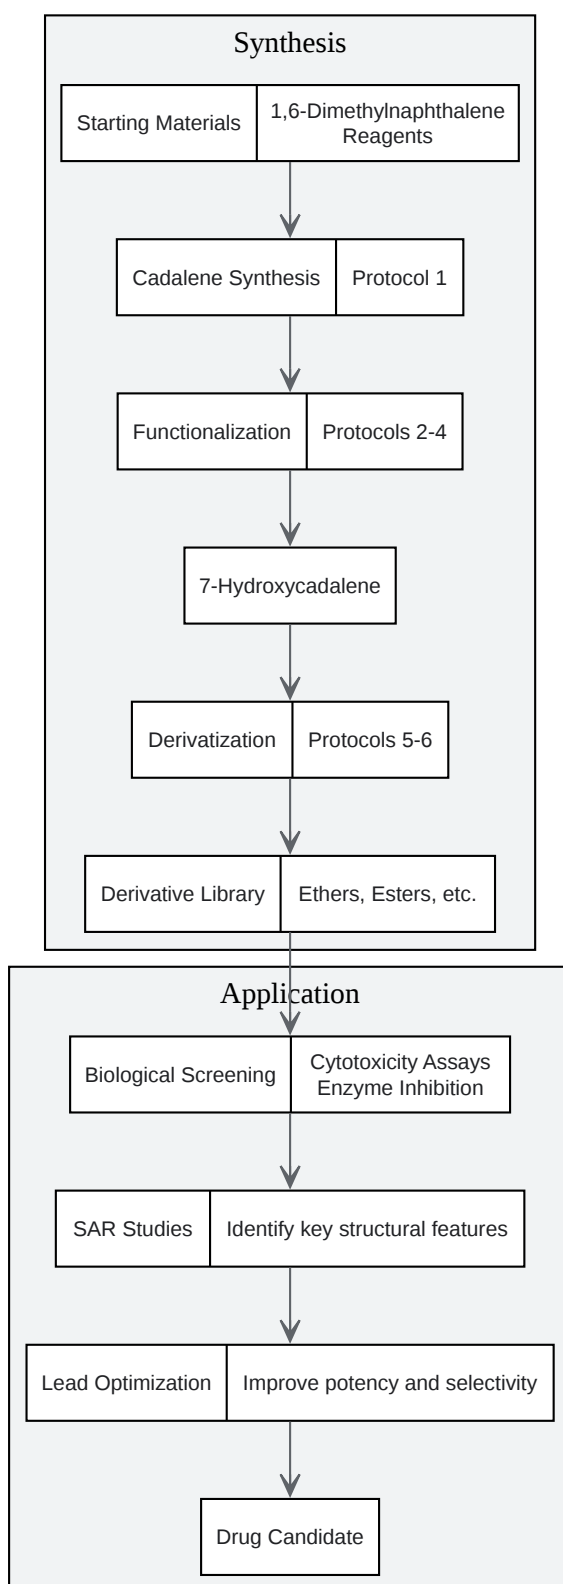 Synthesis
Starting Materials
1,6-Dimethylnaphthalene
Reagents
Cadalene Synthesis
Protocol 1
Functionalization
Protocols 2-4
7-Hydroxycadalene
Derivatization
Protocols 5-6
Derivative Library
Ethers, Esters, etc.
Application
Biological Screening
Cytotoxicity Assays
Enzyme Inhibition
SAR Studies
Identify key structural features
Lead Optimization
Improve potency and selectivity
Drug Candidate